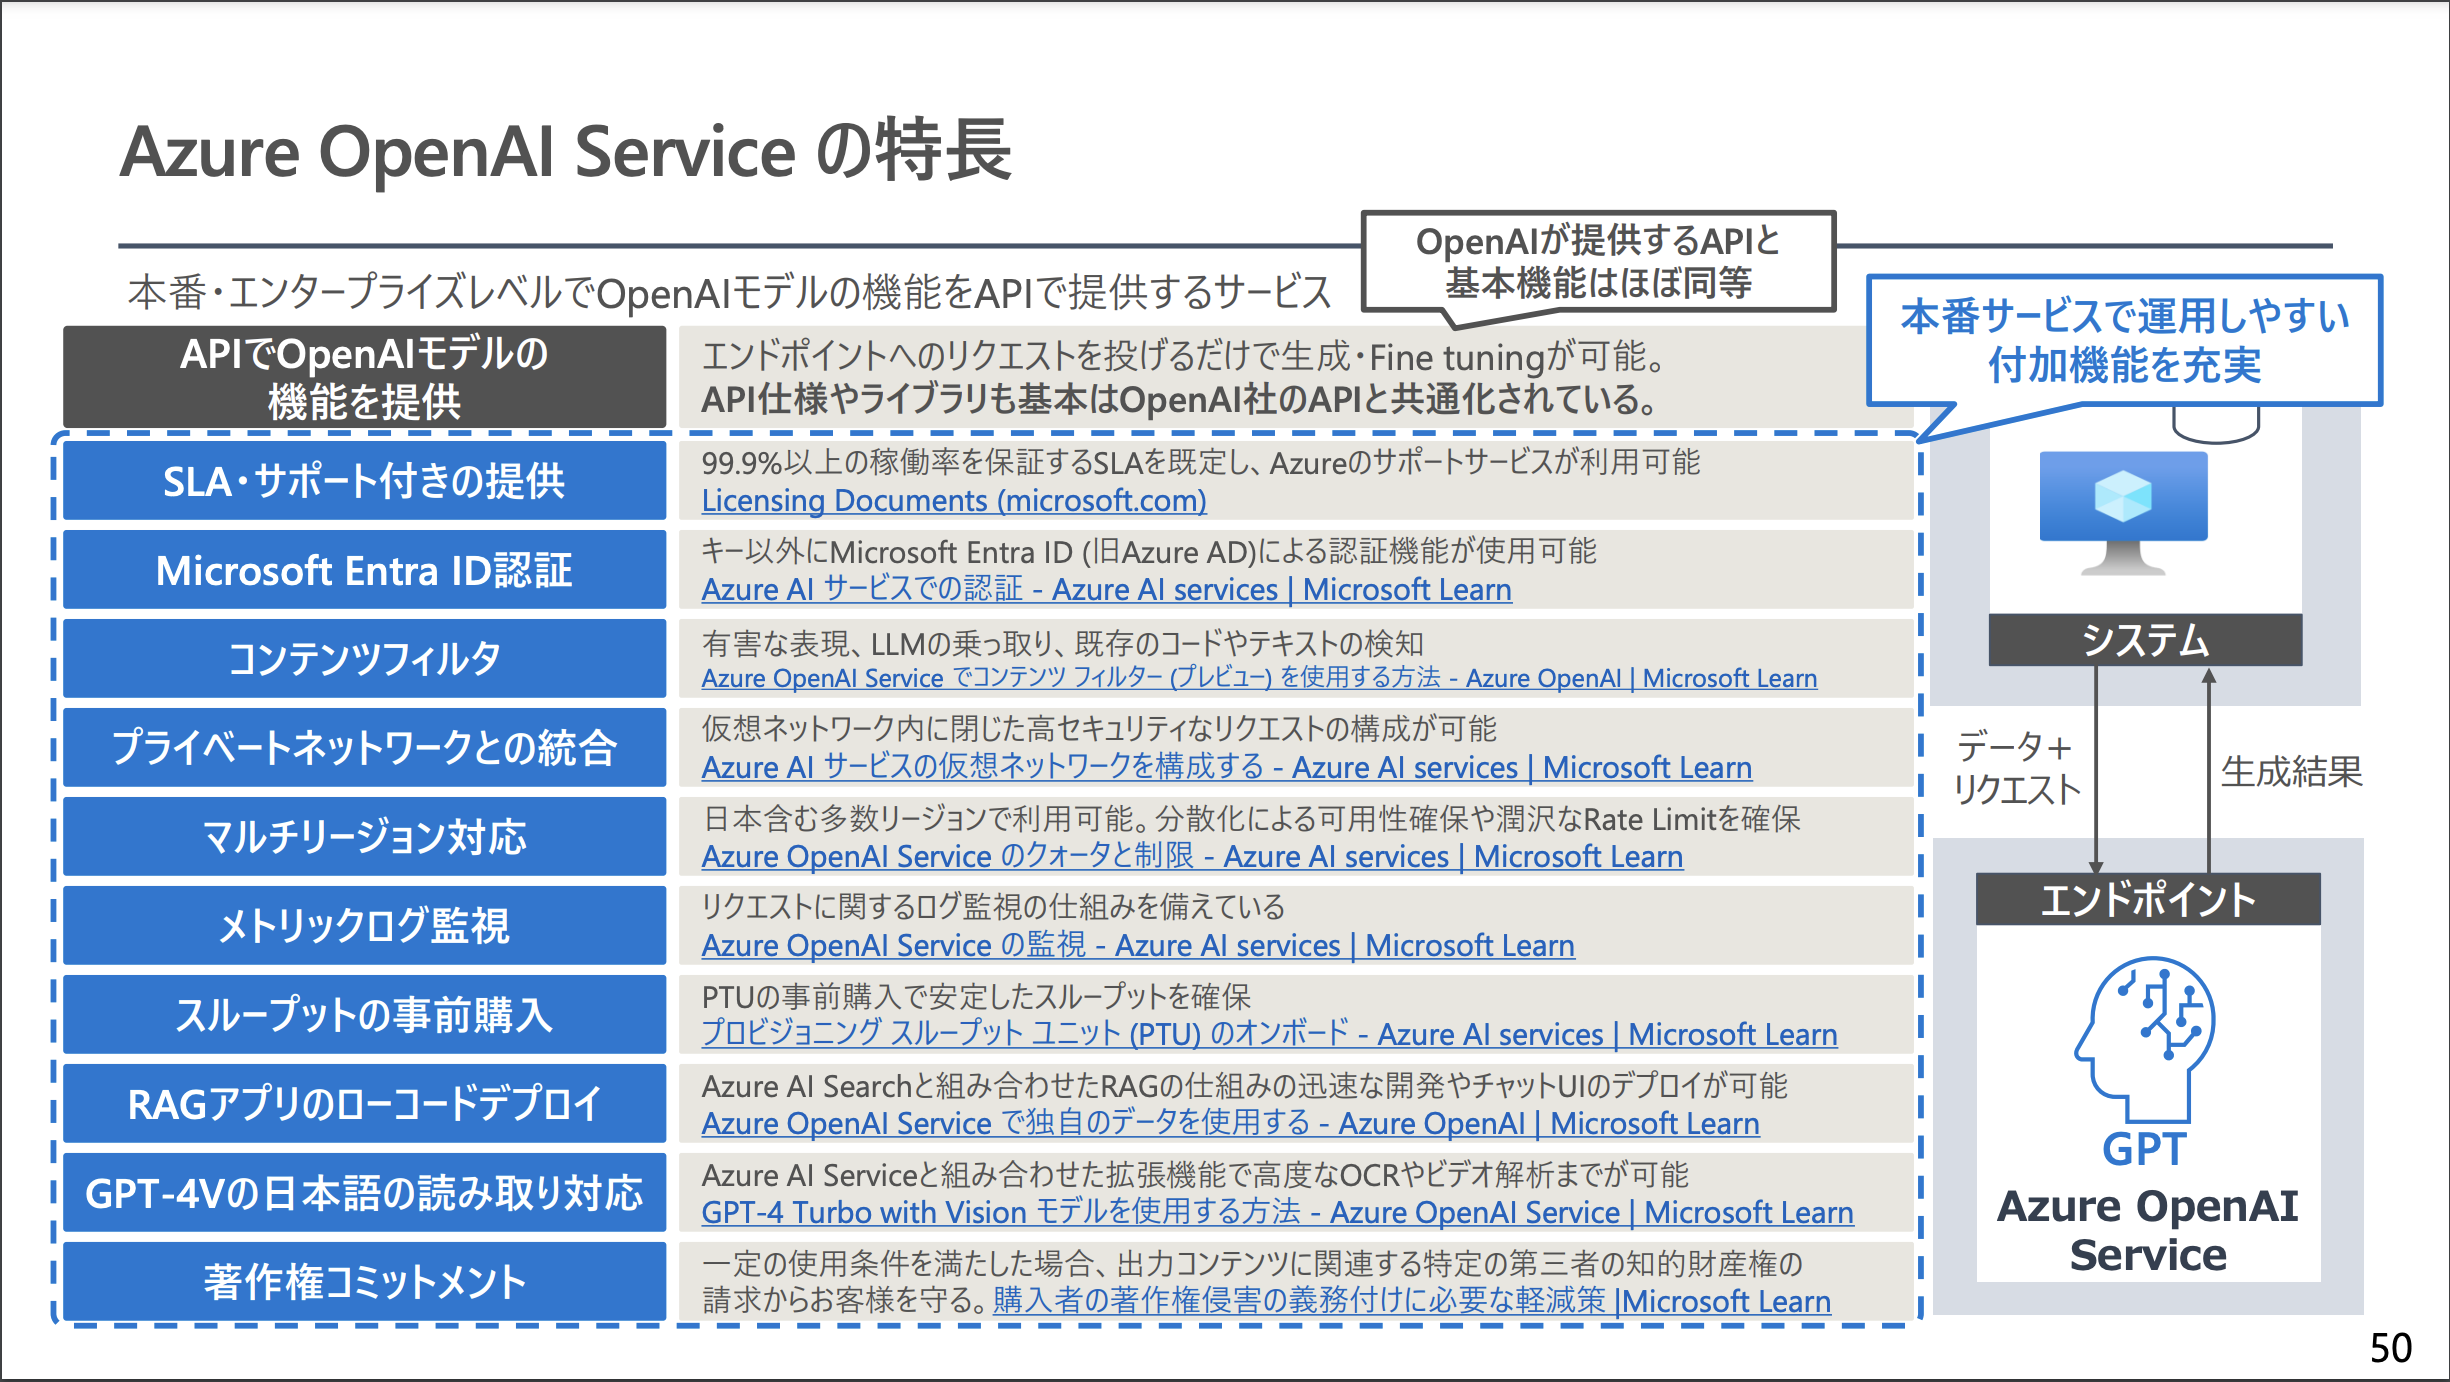 Azure OpenAI Service の特長
本番・エンタープライズレベルでOpenAIモデルの機能をAPIで提供するサービス
OpenAIが提供するAPIと
基本機能はほぼ同等
本番サービスで運用しやすい
付加機能を充実
APIでOpenAIモデルの
機能を提供
エンドポイントへのリクエストを投げるだけで生成・Fine tuningが可能。
API仕様やライブラリも基本はOpenAI社のAPIと共通化されている。
SLA・サポート付きの提供
99.9%以上の稼働率を保証するSLAを既定し、Azureのサポートサービスが利用可能
Licensing Documents (microsoft.com)
Microsoft Entra ID認証
キー以外にMicrosoft Entra ID (旧Azure AD)による認証機能が使用可能
Azure AI サービスでの認証 - Azure AI services | Microsoft Learn
コンテンツフィルタ
有害な表現、LLMの乗っ取り、既存のコードやテキストの検知
Azure OpenAI Service でコンテンツ フィルター (プレビュー) を使用する方法 - Azure OpenAI | Microsoft Learn
プライベートネットワークとの統合
仮想ネットワーク内に閉じた高セキュリティなリクエストの構成が可能
Azure AI サービスの仮想ネットワークを構成する - Azure AI services | Microsoft Learn
マルチリージョン対応
日本含む多数リージョンで利用可能。分散化による可用性確保や潤沢なRate Limitを確保
Azure OpenAI Service のクォータと制限 - Azure AI services | Microsoft Learn
メトリックログ監視
リクエストに関するログ監視の仕組みを備えている
Azure OpenAI Service の監視 - Azure AI services | Microsoft Learn
スループットの事前購入
PTUの事前購入で安定したスループットを確保
プロビジョニング スループット ユニット (PTU) のオンボード - Azure AI services | Microsoft Learn
RAGアプリのローコードデプロイ
Azure AI Searchと組み合わせたRAGの仕組みの迅速な開発やチャットUIのデプロイが可能
Azure OpenAI Service で独自のデータを使用する - Azure OpenAI | Microsoft Learn
GPT-4Vの日本語の読み取り対応
Azure AI Serviceと組み合わせた拡張機能で高度なOCRやビデオ解析までが可能
GPT-4 Turbo with Vision モデルを使用する方法 - Azure OpenAI Service | Microsoft Learn
著作権コミットメント
一定の使用条件を満たした場合、出力コンテンツに関連する特定の第三者の知的財産権の
請求からお客様を守る。購入者の著作権侵害の義務付けに必要な軽減策 |Microsoft Learn
システム
データ＋
リクエスト
生成結果
エンドポイント
GPT
Azure OpenAI
Service
50